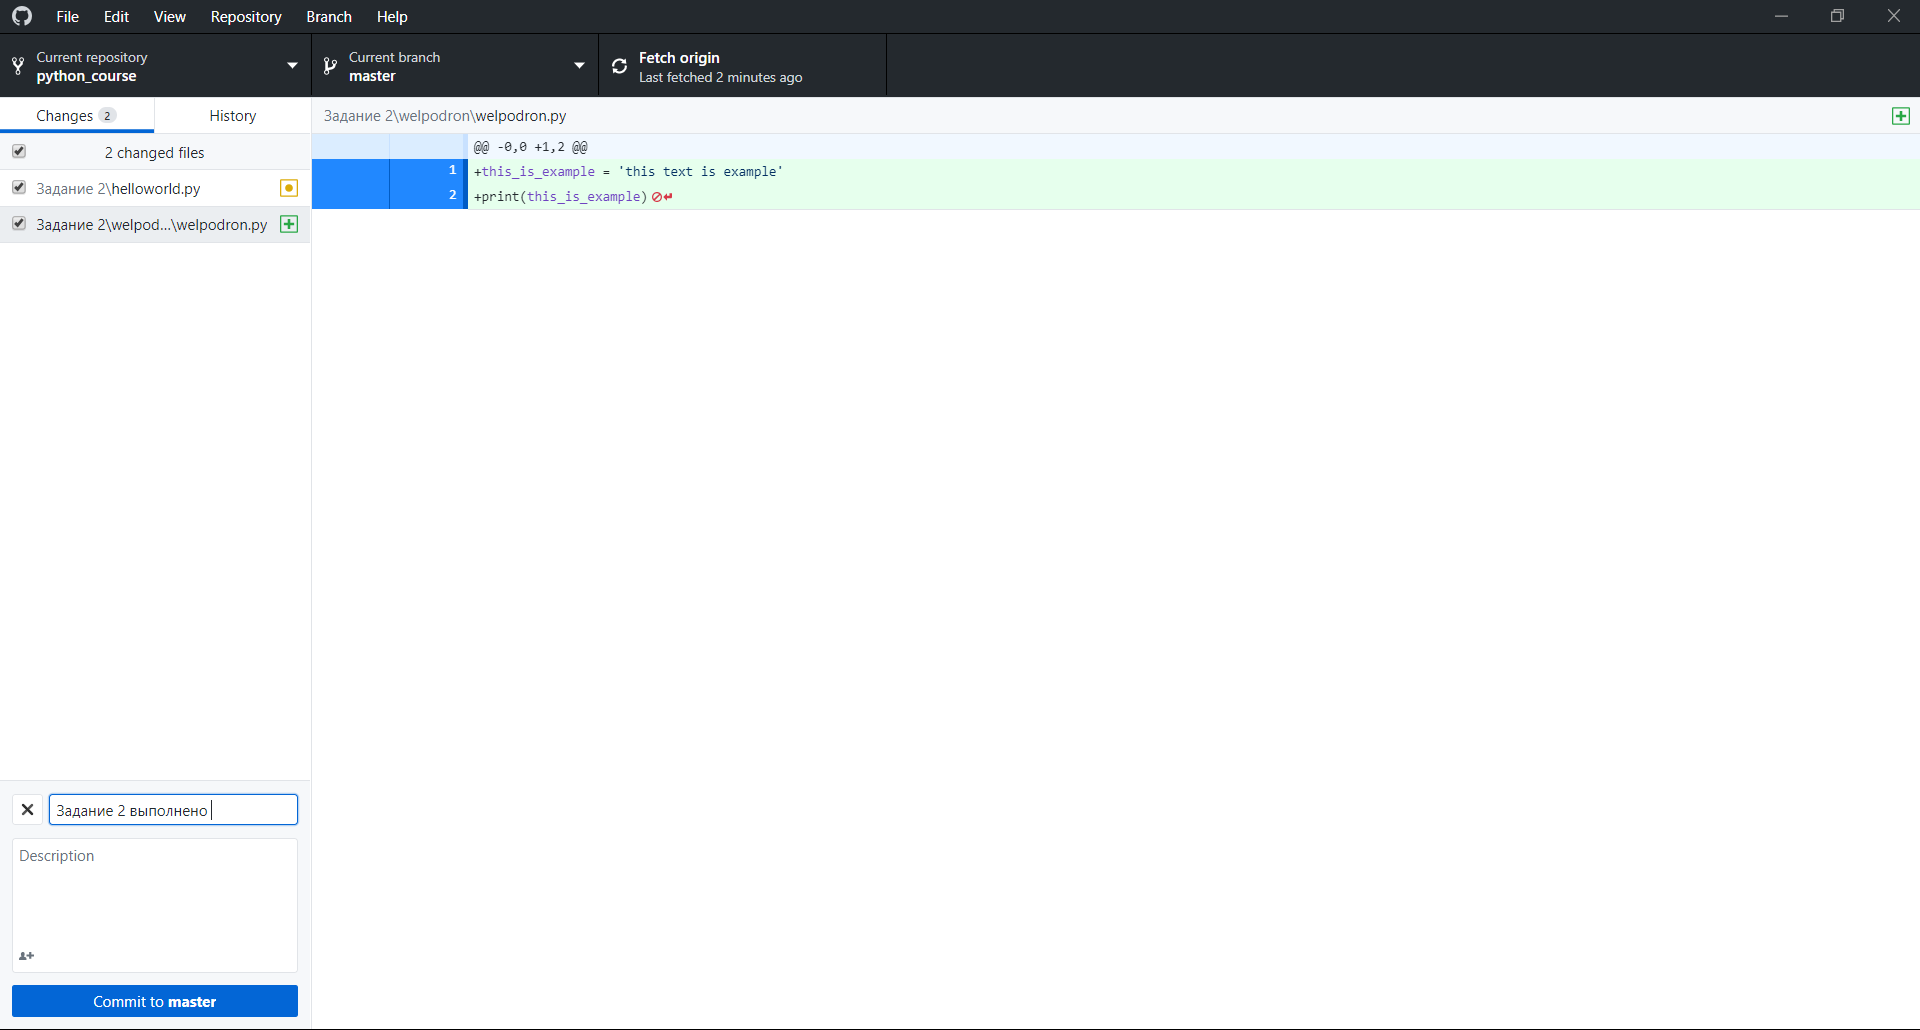 File Edit View Repository Branch Help
Current repository
python_course
Current branch
master
Fetch origin
Last fetched 2 minutes ago
Changes 2
History
2 changed files
Задание 2\helloworld.py
Задание 2\welpod...\welpodron.py
Задание 2\welpodron\welpodron.py
@@ -0,0 +1,2 @@
1 +this_is_example = 'this text is example'
2 +print(this_is_example)
Задание 2 выполнено
Description
Commit to master